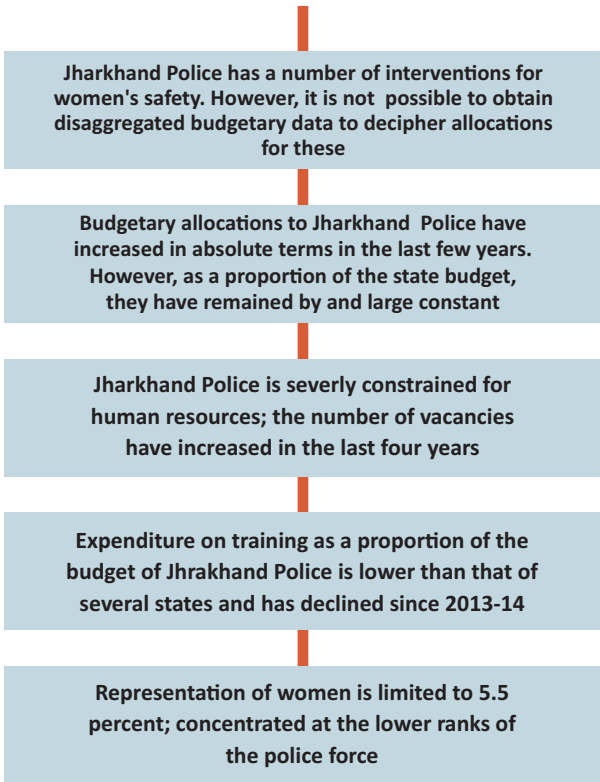 Jharkhand Police has a number of interventions for
women's safety. However, it is not possible to obtain
disaggregated budgetary data to decipher allocations
for these
Budgetary allocations to Jharkhand Police have
increased in absolute terms in the last few years.
However, as a proportion of the state budget,
they have remained by and large constant
Jharkhand Police is severly constrained for
human resources; the number of vacancies
have increased in the last four years
Expenditure on training as a proportion of the
budget of Jhrakhand Police is lower than that of
several states and has declined since 2013-14
Representation of women is limited to 5.5
percent; concentrated at the lower ranks of
the police force